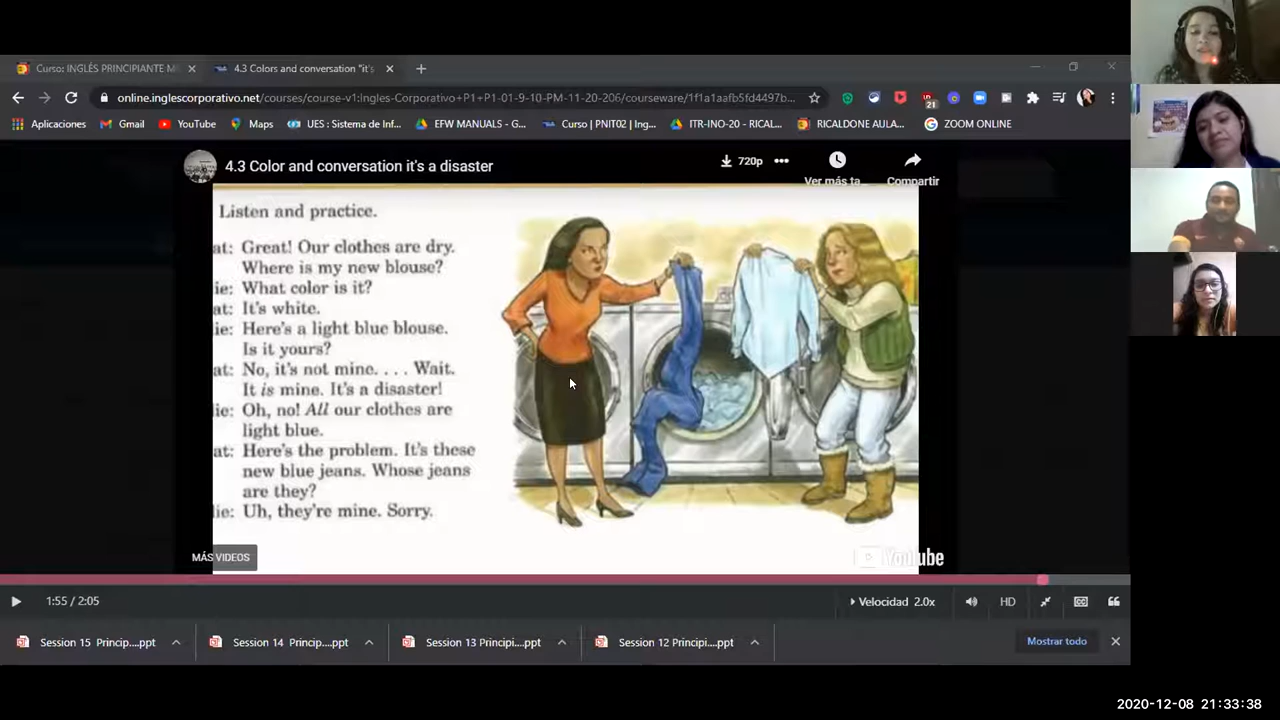 Curso: INGLÉS PRINCIPIANTE M
4.3 Colors and conversation "it's
online.inglescorporativo.net/courses/course-v1:Ingles-Corporativo+P1+P1-01-9-10-PM-11-20-206/courseware/1f1a1aafb5fd4497b...
21
Aplicaciones
Gmail
YouTube
Maps
UES : Sistema de Inf...
EFW MANUALS - G...
Curso | PNIT02 | Ing...
ITR-INO-20 (RICAL...
RICALDONE AULA...
ZOOM ONLINE
4.3 Color and conversation it's a disaster
720p
Ver más ta...
Compartir
Listen and practice.
at: Great! Our clothes are dry.
Where is my new blouse?
ie: What color is it?
at: It's white.
ie: Here's a light blue blouse.
Is it yours?
at: No, it's not mine. . . . Wait.
It is mine. It's a disaster!
lie: Oh, no! All our clothes are
light blue.
at: Here's the problem. It's these
new blue jeans. Whose jeans
are they?
lie: Uh, they're mine. Sorry.
MÁS VIDEOS
YouTube
1:55 / 2:05
Velocidad 2.0x
HD
Session 15 Princip....ppt
Session 14 Princip....ppt
Session 13 Principi....ppt
Session 12 Principi....ppt
Mostrar todo
2020-12-08 21:33:38